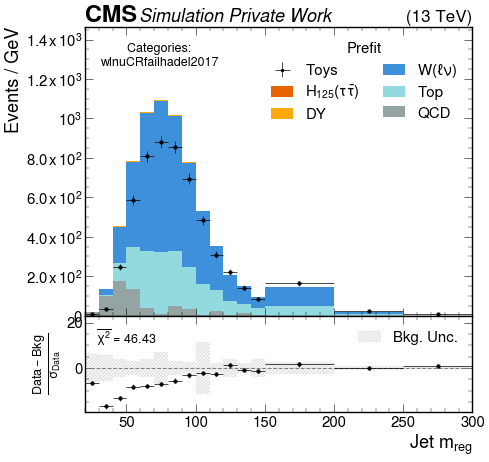 CMS Simulation Private Work (13 TeV)
Events / GeV
1.4 x 10³
1.2 x 10³
10³
8.0 x 10²
6.0 x 10²
4.0 x 10²
2.0 x 10²
0
Categories:
wlnuCRfailhadel2017
Prefit
Toys
H₁₂₅(ττ̄)
DY
W(ℓν)
Top
QCD
Data − Bkg
σData
20
0
χ² = 46.43
Bkg. Unc.
50 100 150 200 250 300
Jet mreg